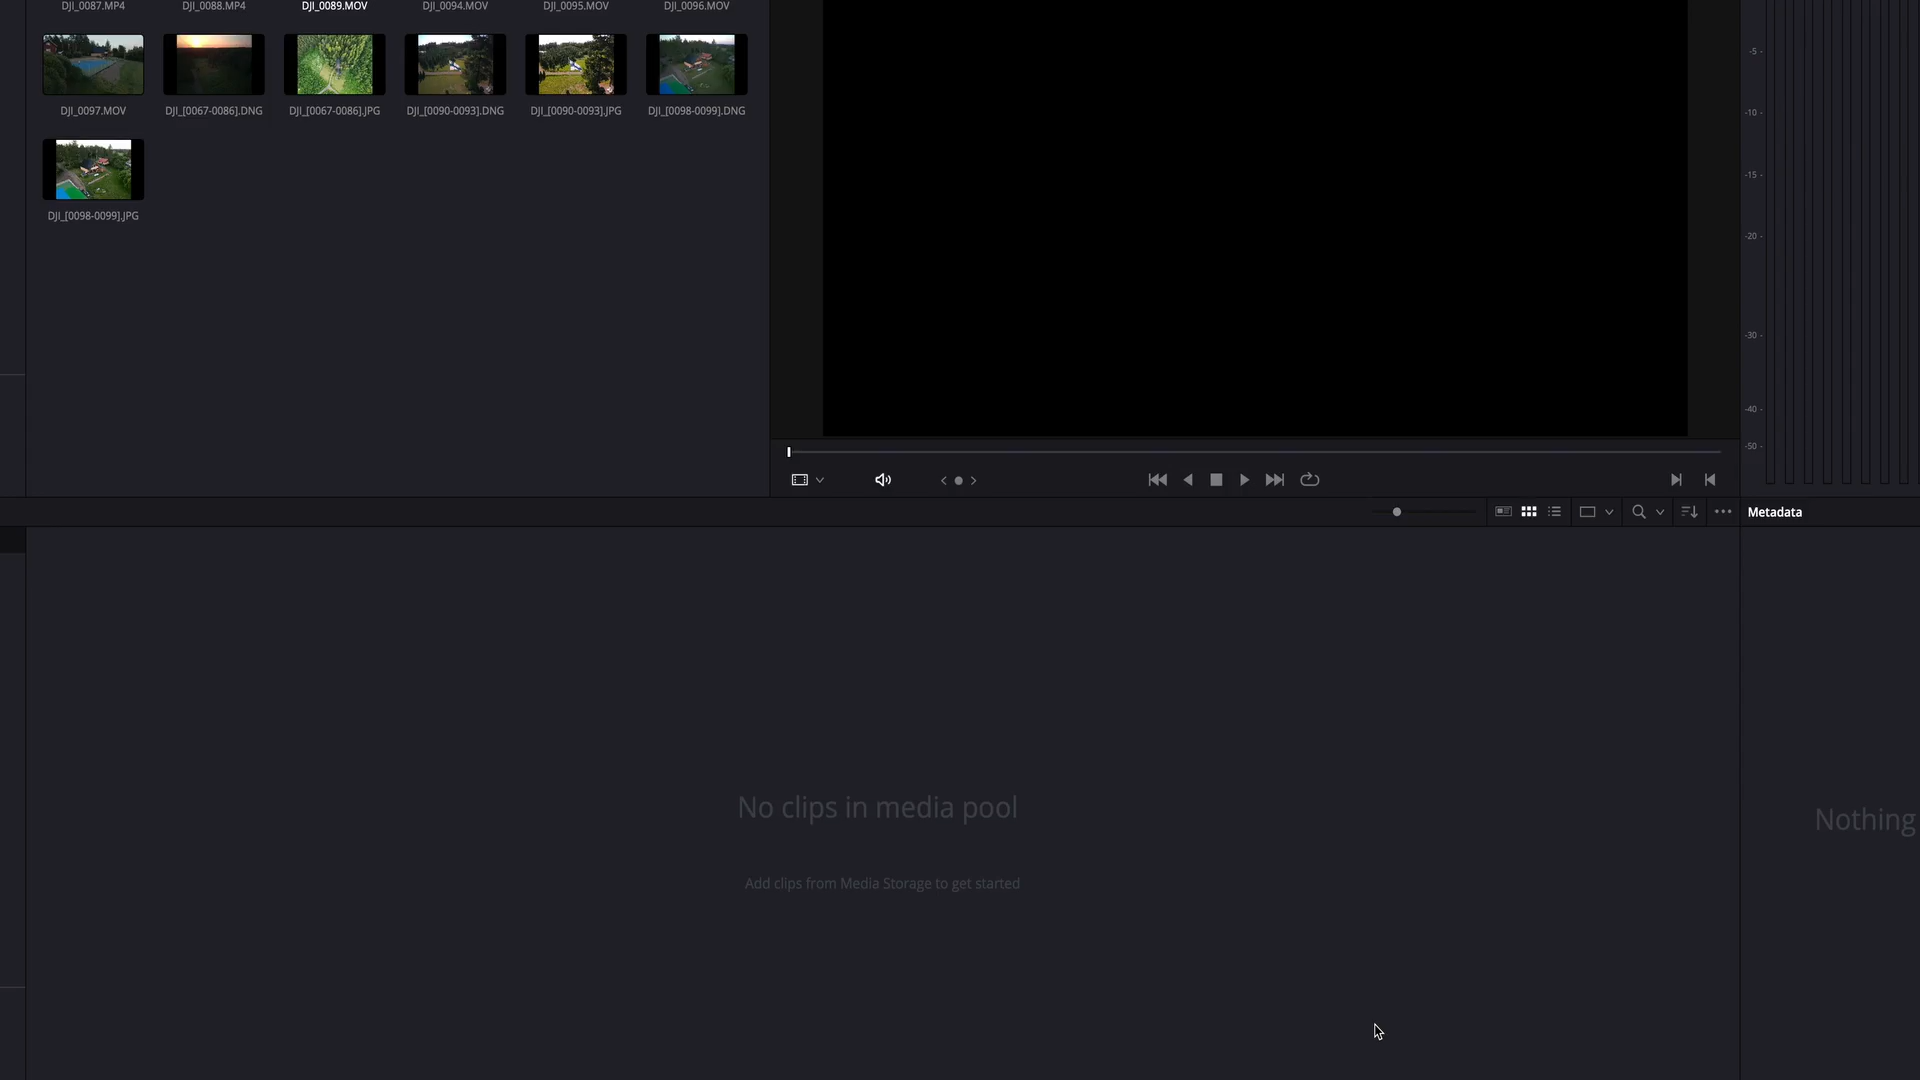 DJI_0087.MP4 DJI_0088.MP4 DJI_0089.MOV DJI_0094.MOV DJI_0095.MOV DJI_0096.MOV
DJI_0097.MOV DJI_[0067-0086].DNG DJI_[0067-0086].JPG DJI_[0090-0093].DNG DJI_[0090-0093].JPG DJI_[0098-0099].DNG
DJI_[0098-0099].JPG
-5 -
-10 -
-15 -
-20 -
-30 -
-40 -
-50 -
Metadata
No clips in media pool
Add clips from Media Storage to get started
Nothing